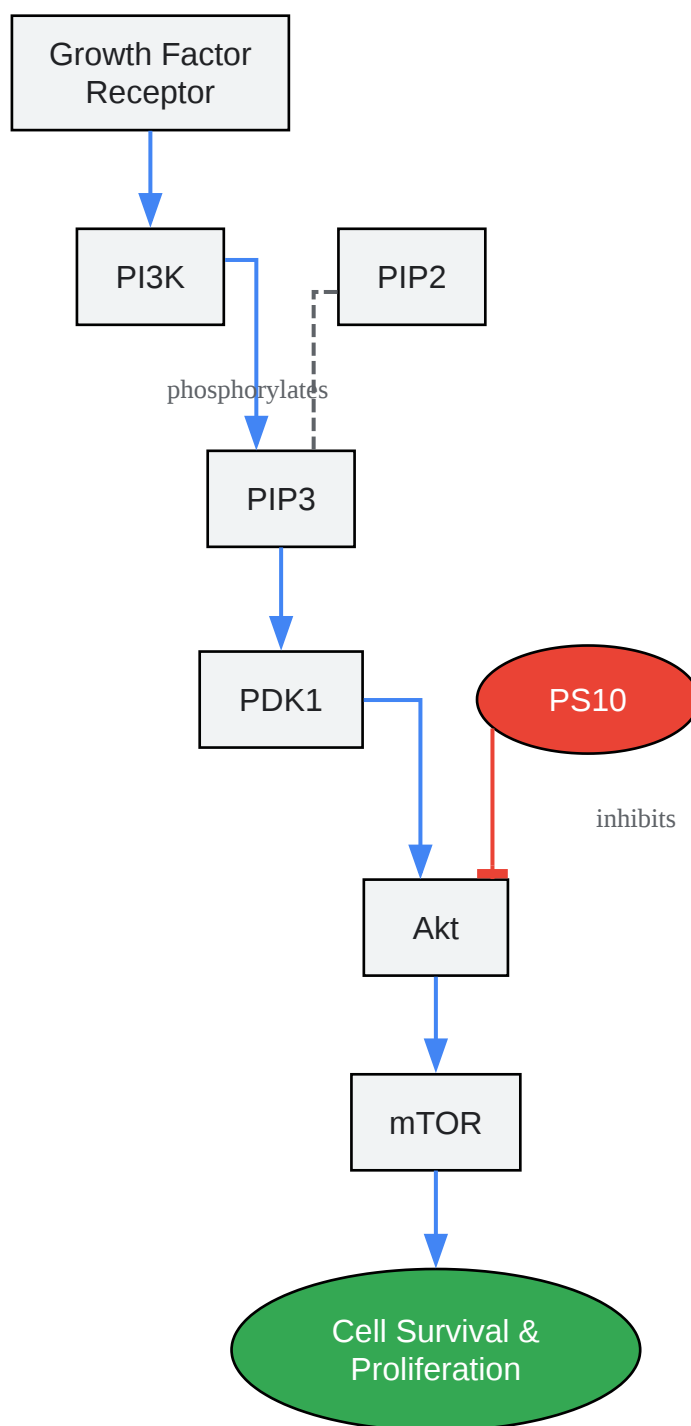 Growth Factor
Receptor
PI3K
PIP2
phosphorylates
PIP3
PDK1
PS10
inhibits
Akt
mTOR
Cell Survival &
Proliferation